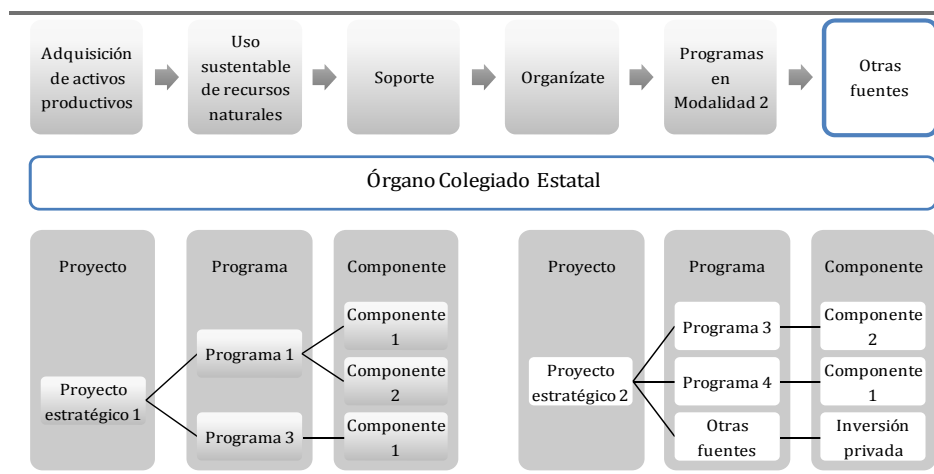 Adquisición
de activos
productivos
Uso
sustentable
de recursos
naturales
Soporte
Organízate
Programas
en
Modalidad 2
Otras
fuentes
Órgano Colegiado Estatal
Proyecto
Programa
Componente
Proyecto
estratégico 1
Programa 1
Programa 3
Componente
1
Componente
2
Componente
1
Proyecto
Programa
Componente
Proyecto
estratégico 2
Programa 3
Programa 4
Otras
fuentes
Componente
2
Componente
1
Inversión
privada